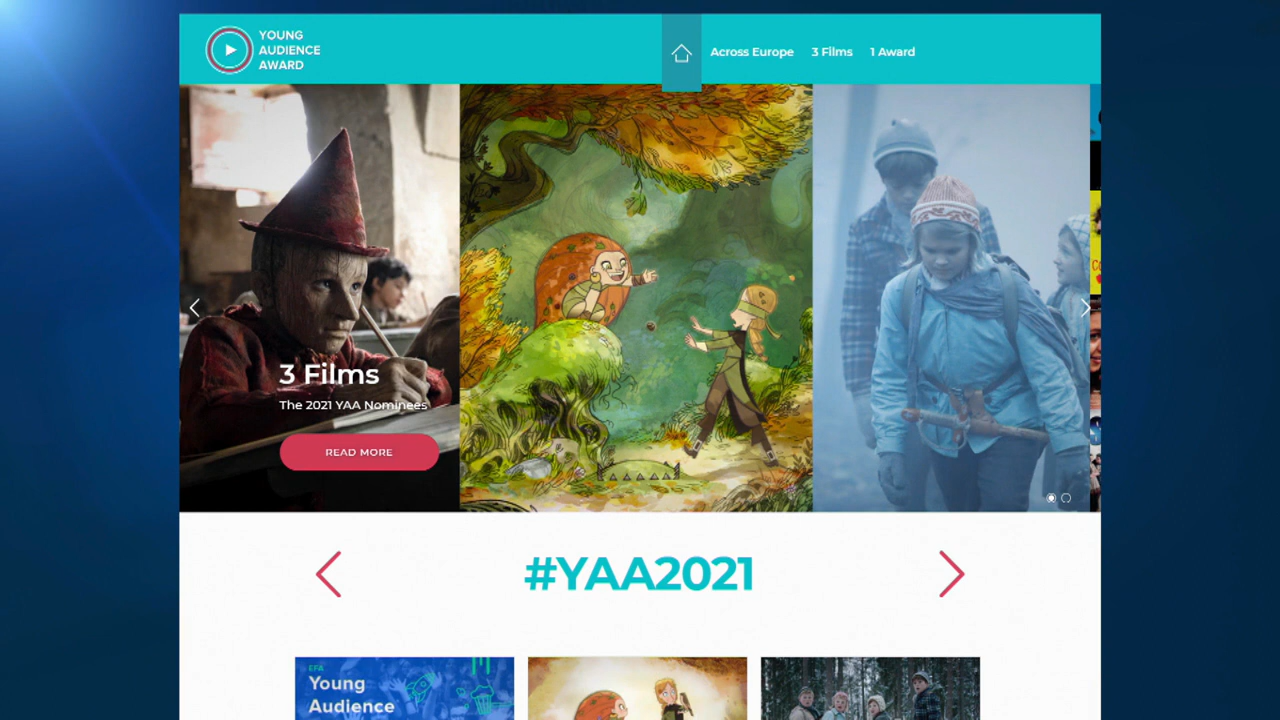 YOUNG
AUDIENCE
AWARD
Across Europe
3 Films
1 Award
3 Films
The 2021 YAA Nominees
READ MORE
#YAA2021
EFA
Young
Audience